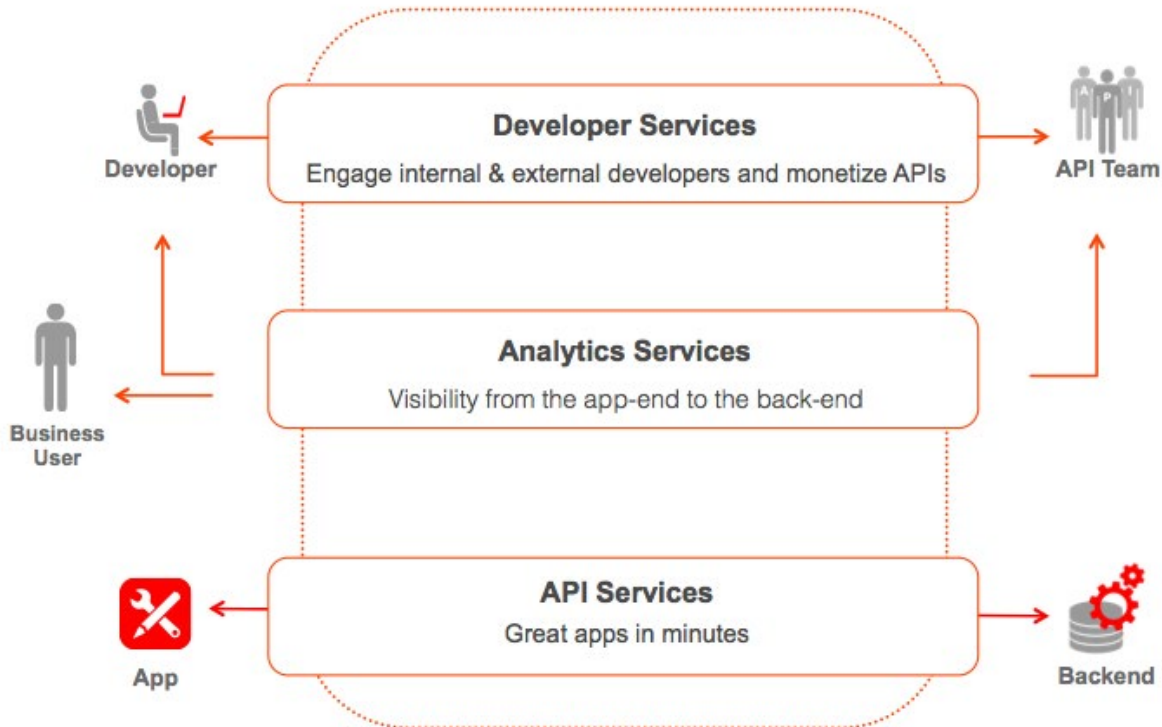 Developer Services
Engage internal & external developers and monetize APIs
Developer
A P I
API Team
Analytics Services
Visibility from the app-end to the back-end
Business
User
API Services
Great apps in minutes
App
Backend